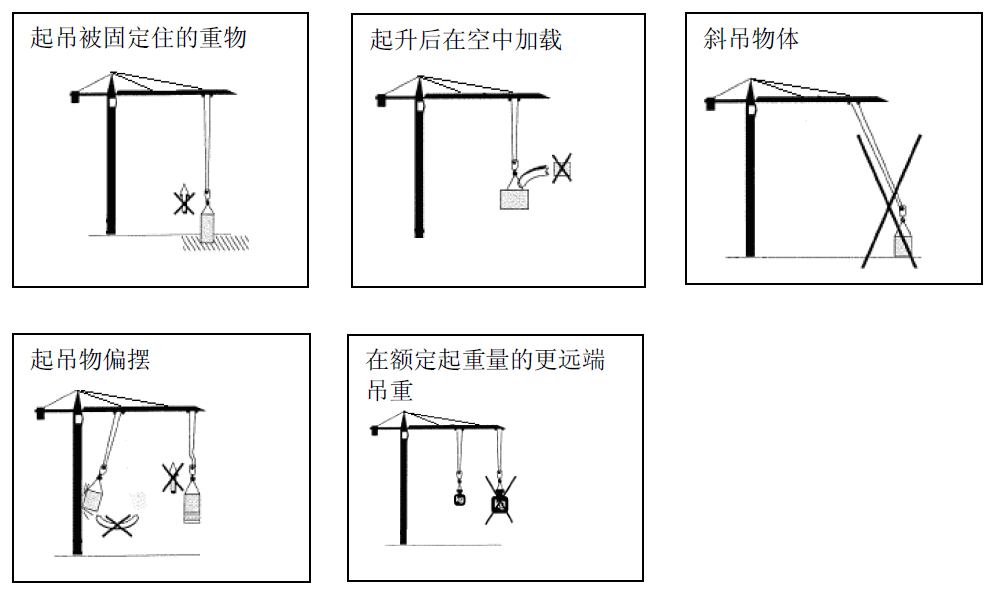 起吊被固定住的重物
起升后在空中加载
斜吊物体
起吊物偏摆
在额定起重量的更远端
吊重